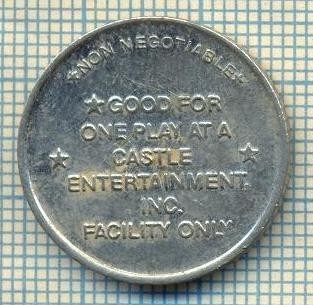 ★NON NEGOTIABLE★
★GOOD FOR
ONE PLAY AT A
★ CASTLE ★
ENTERTAINMENT,
INC.
FACILITY ONLY